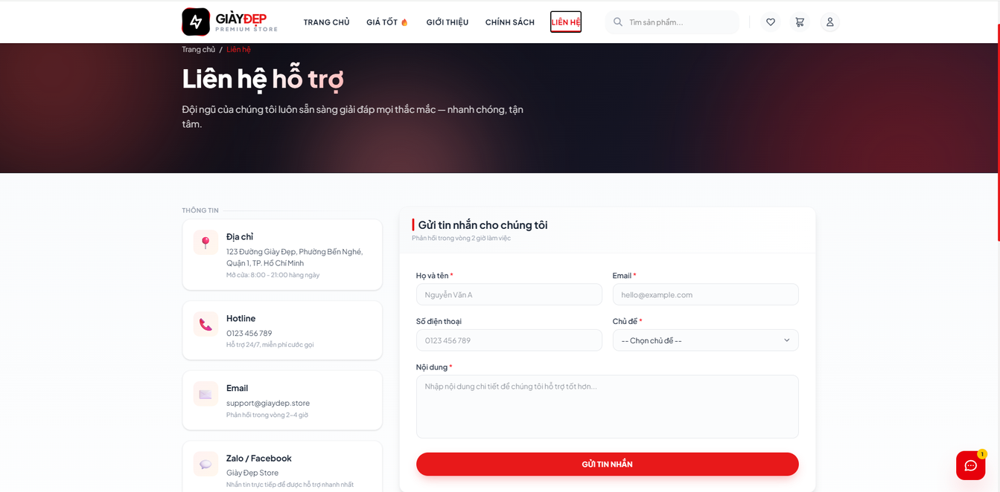 GIÀYĐẸP
PREMIUM STORE
TRANG CHỦ
GIÁ TỐT
GIỚI THIỆU
CHÍNH SÁCH
LIÊN HỆ
Tìm sản phẩm...
Trang chủ / Liên hệ
Liên hệ hỗ trợ
Đội ngũ của chúng tôi luôn sẵn sàng giải đáp mọi thắc mắc — nhanh chóng, tận
tâm.
THÔNG TIN
Địa chỉ
123 Đường Giày Đẹp, Phường Bến Nghé,
Quận 1, TP. Hồ Chí Minh
Mở cửa: 8:00 - 21:00 hàng ngày
Hotline
0123 456 789
Hỗ trợ 24/7, miễn phí cước gọi
Email
support@giaydep.store
Phản hồi trong vòng 2–4 giờ
Zalo / Facebook
Giày Đẹp Store
Nhắn tin trực tiếp để được hỗ trợ nhanh nhất
Gửi tin nhắn cho chúng tôi
Phản hồi trong vòng 2 giờ làm việc
Họ và tên *
Nguyễn Văn A
Email *
hello@example.com
Số điện thoại
0123 456 789
Chủ đề *
-- Chọn chủ đề --
Nội dung *
Nhập nội dung chi tiết để chúng tôi hỗ trợ tốt hơn...
GỬI TIN NHẮN
1